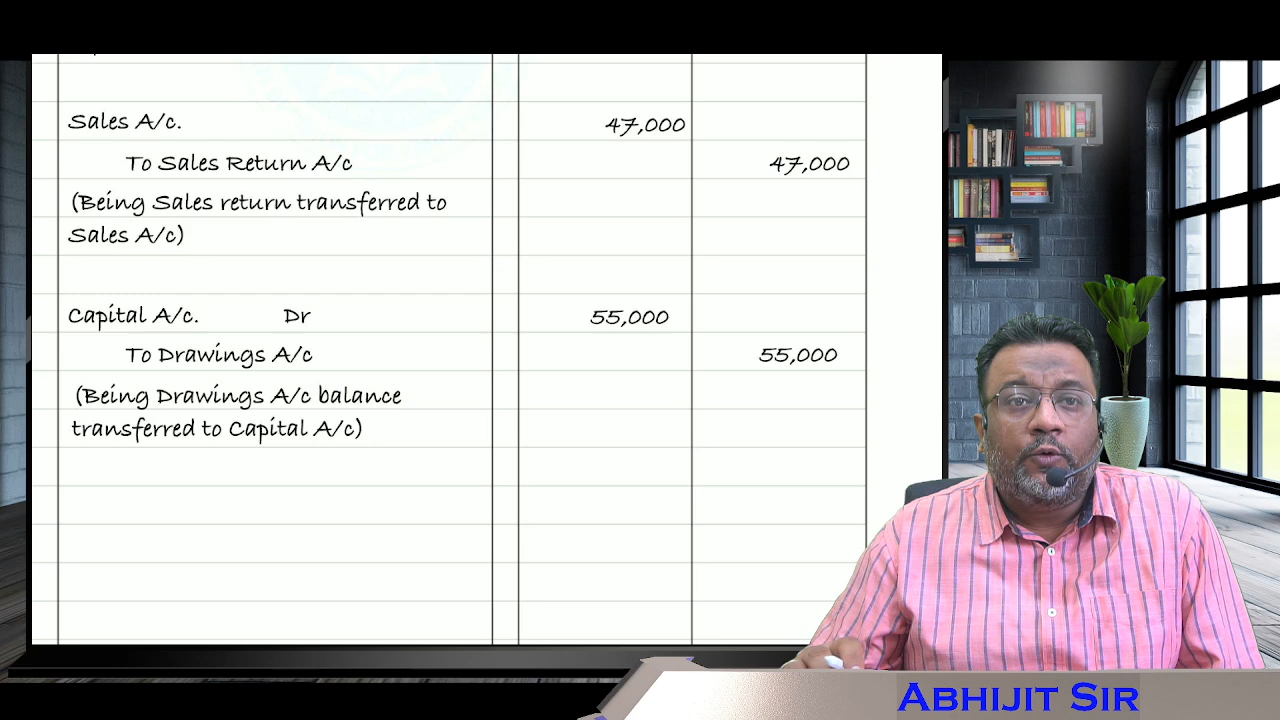 Sales A/c. 47,000
To Sales Return A/c 47,000
(Being Sales return transferred to
Sales A/c)
Capital A/c. Dr 55,000
To Drawings A/c 55,000
(Being Drawings A/c balance
transferred to Capital A/c)
Abhijit Sir